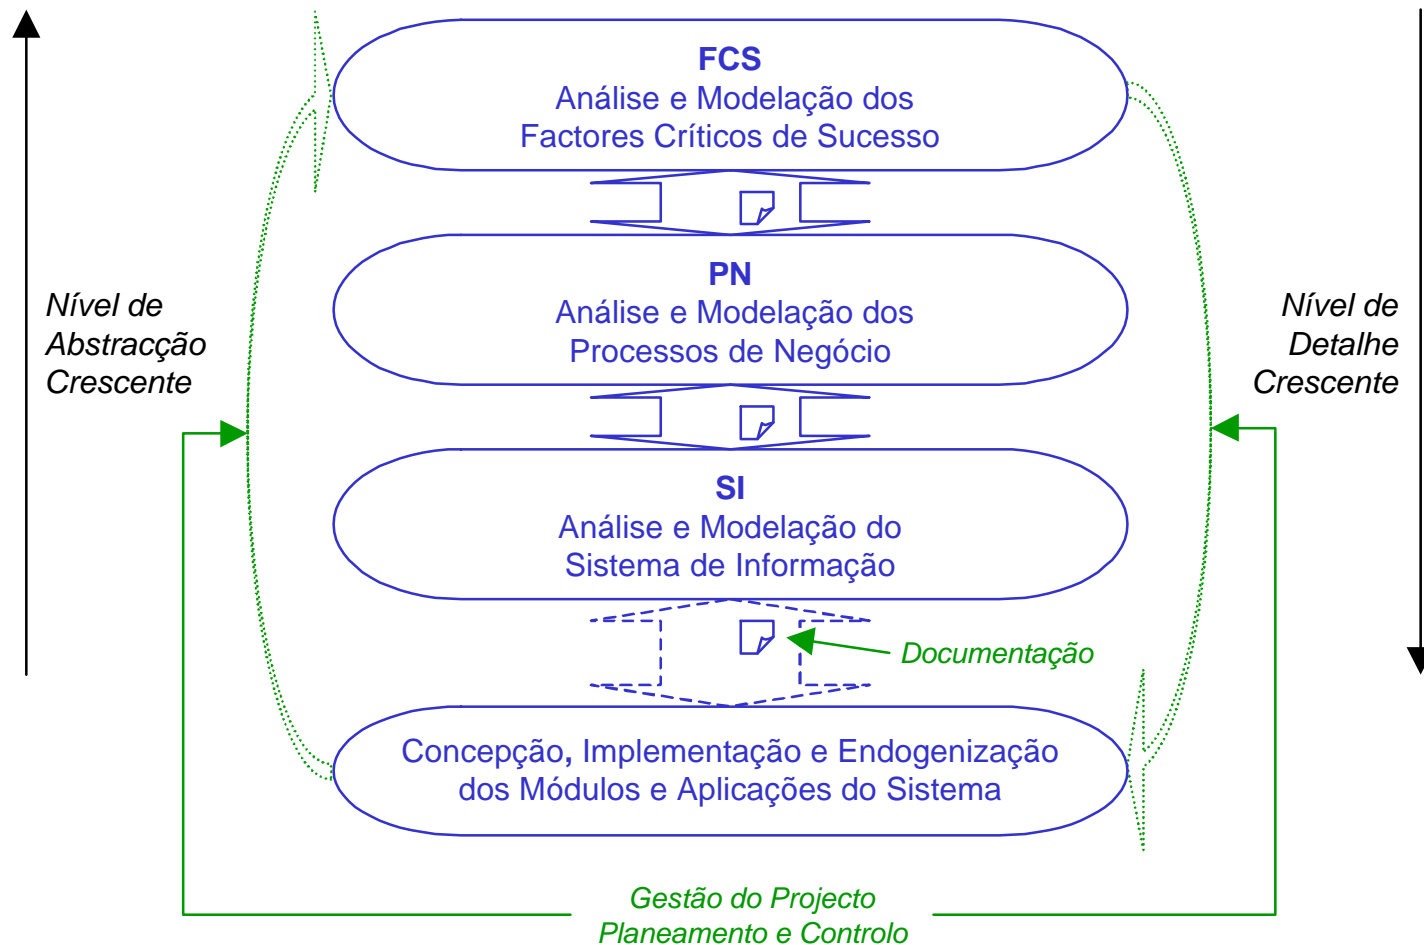 FCS
Análise e Modelação dos
Factores Críticos de Sucesso
PN
Análise e Modelação dos
Processos de Negócio
Nível de
Abstracção
Crescente
Nível de
Detalhe
Crescente
SI
Análise e Modelação do
Sistema de Informação
Documentação
Concepção, Implementação e Endogenização
dos Módulos e Aplicações do Sistema
Gestão do Projecto
Planeamento e Controlo